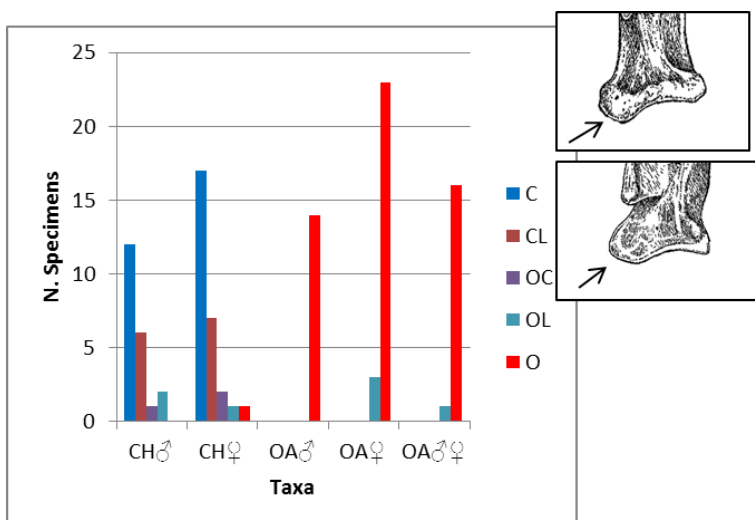 25
20
15
10
5
0
N. Specimens
CH♂ CH♀ OA♂ OA♀ OA♂♀
Taxa
C
CL
OC
OL
O